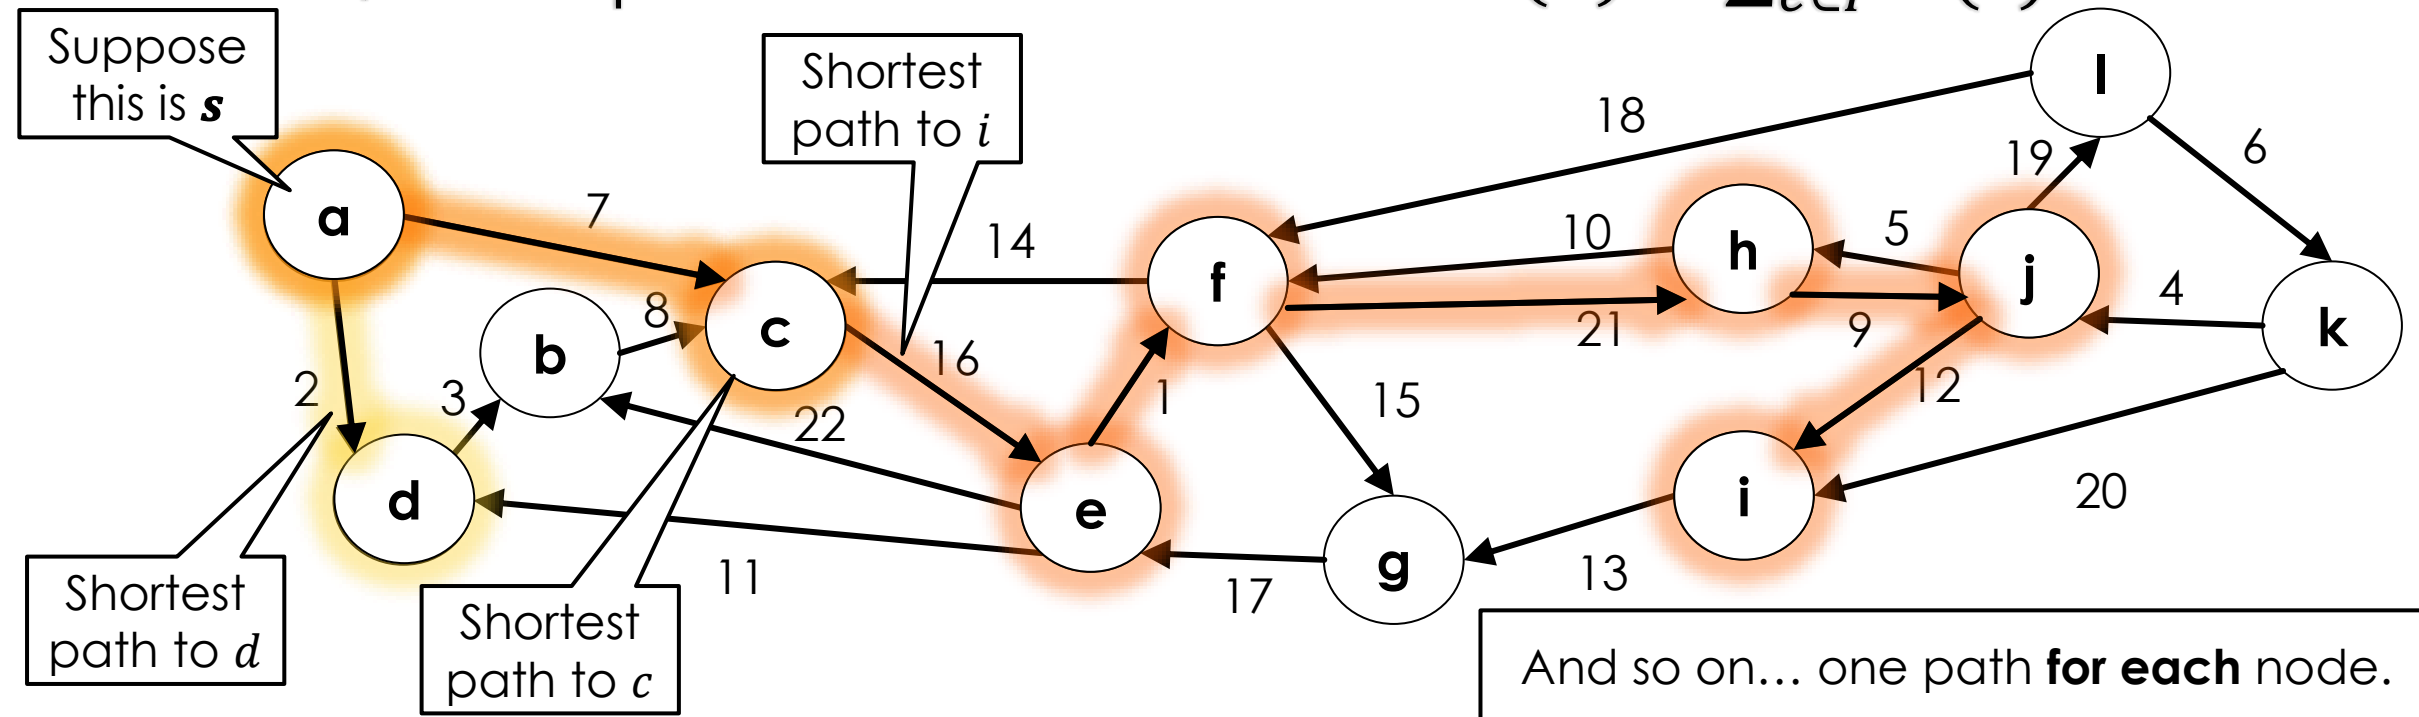 Suppose
this is s
Shortest
path to i
l
18
6
19
a
7
14
f
10
h
5
j
4
k
8
b
c
16
21
9
2
3
22
1
15
12
d
e
i
20
11
17
g
13
Shortest
path to d
Shortest
path to c
And so on… one path for each node.